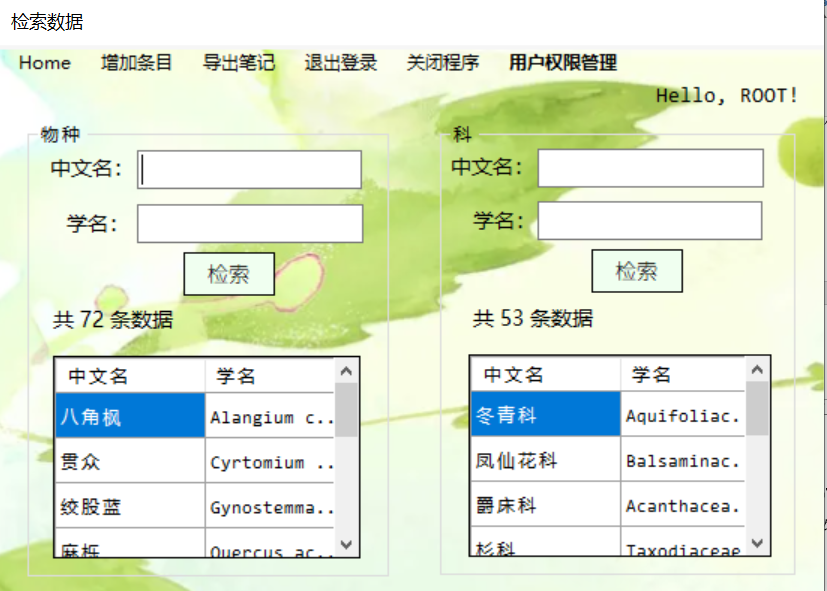 检索数据
Home 增加条目 导出笔记 退出登录 关闭程序 用户权限管理
Hello, ROOT!
物种
中文名：
学名：
检索
共 72 条数据
中文名 学名
八角枫 Alangium c...
贯众 Cyrtomium ...
绞股蓝 Gynostemma...
麻栎 Quercus ac...
科
中文名：
学名：
检索
共 53 条数据
中文名 学名
冬青科 Aquifoliac.
凤仙花科 Balsaminac.
爵床科 Acanthacea.
杉科 Taxodiaceae